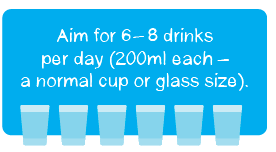 Aim for 6–8 drinks
per day (200ml each –
a normal cup or glass size).